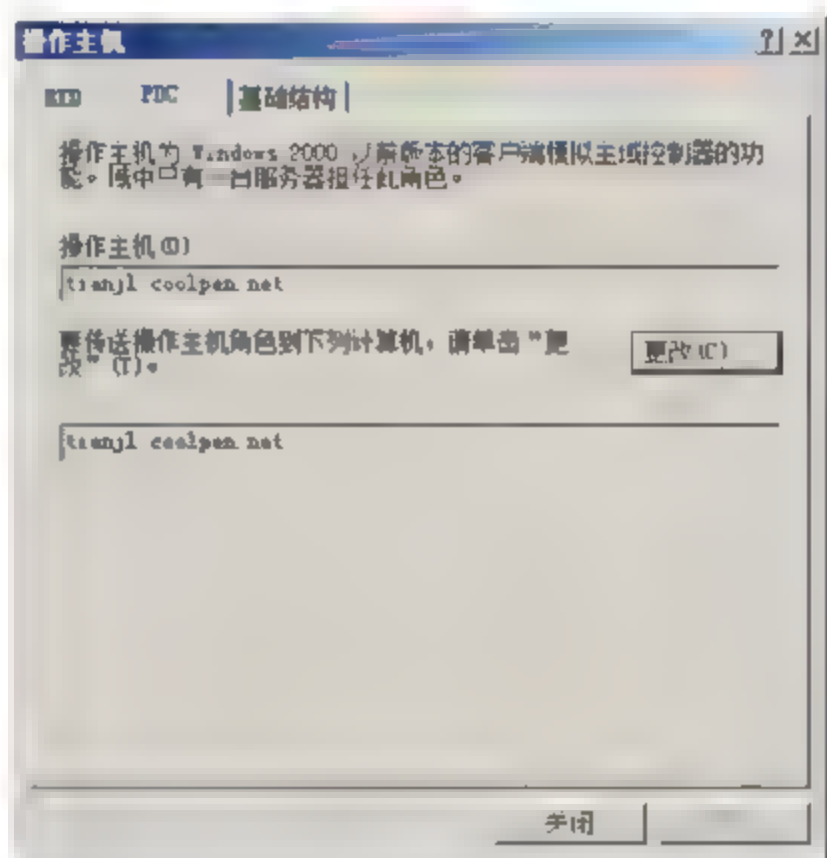 操作主机
RID PDC 基础结构
操作主机为 Windows 2000 以前版本的客户端模拟主域控制器的功
能。域中只有一台服务器担任此角色。
操作主机(O)
tianjl coolpen net
要传送操作主机角色到下列计算机，请单击“更
改”(T)。
更改(C)
tianjl coolpen net
关闭